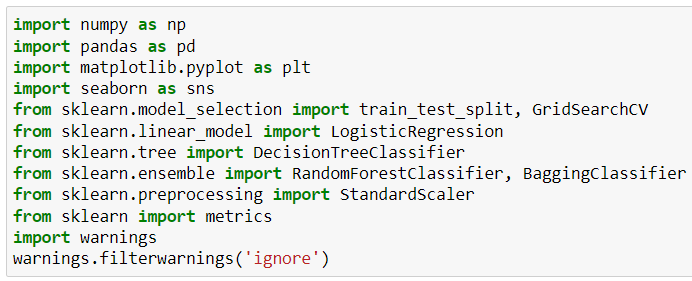 import numpy as np
import pandas as pd
import matplotlib.pyplot as plt
import seaborn as sns
from sklearn.model_selection import train_test_split, GridSearchCV
from sklearn.linear_model import LogisticRegression
from sklearn.tree import DecisionTreeClassifier
from sklearn.ensemble import RandomForestClassifier, BaggingClassifier
from sklearn.preprocessing import StandardScaler
from sklearn import metrics
import warnings
warnings.filterwarnings('ignore')